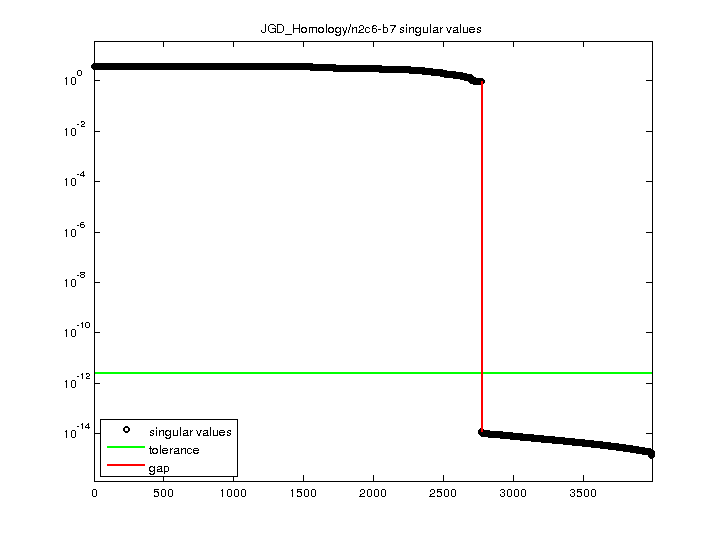 JGD_Homology/n2c6-b7 singular values
10^0
10^-2
10^-4
10^-6
10^-8
10^-10
10^-12
10^-14
singular values
tolerance
gap
0 500 1000 1500 2000 2500 3000 3500